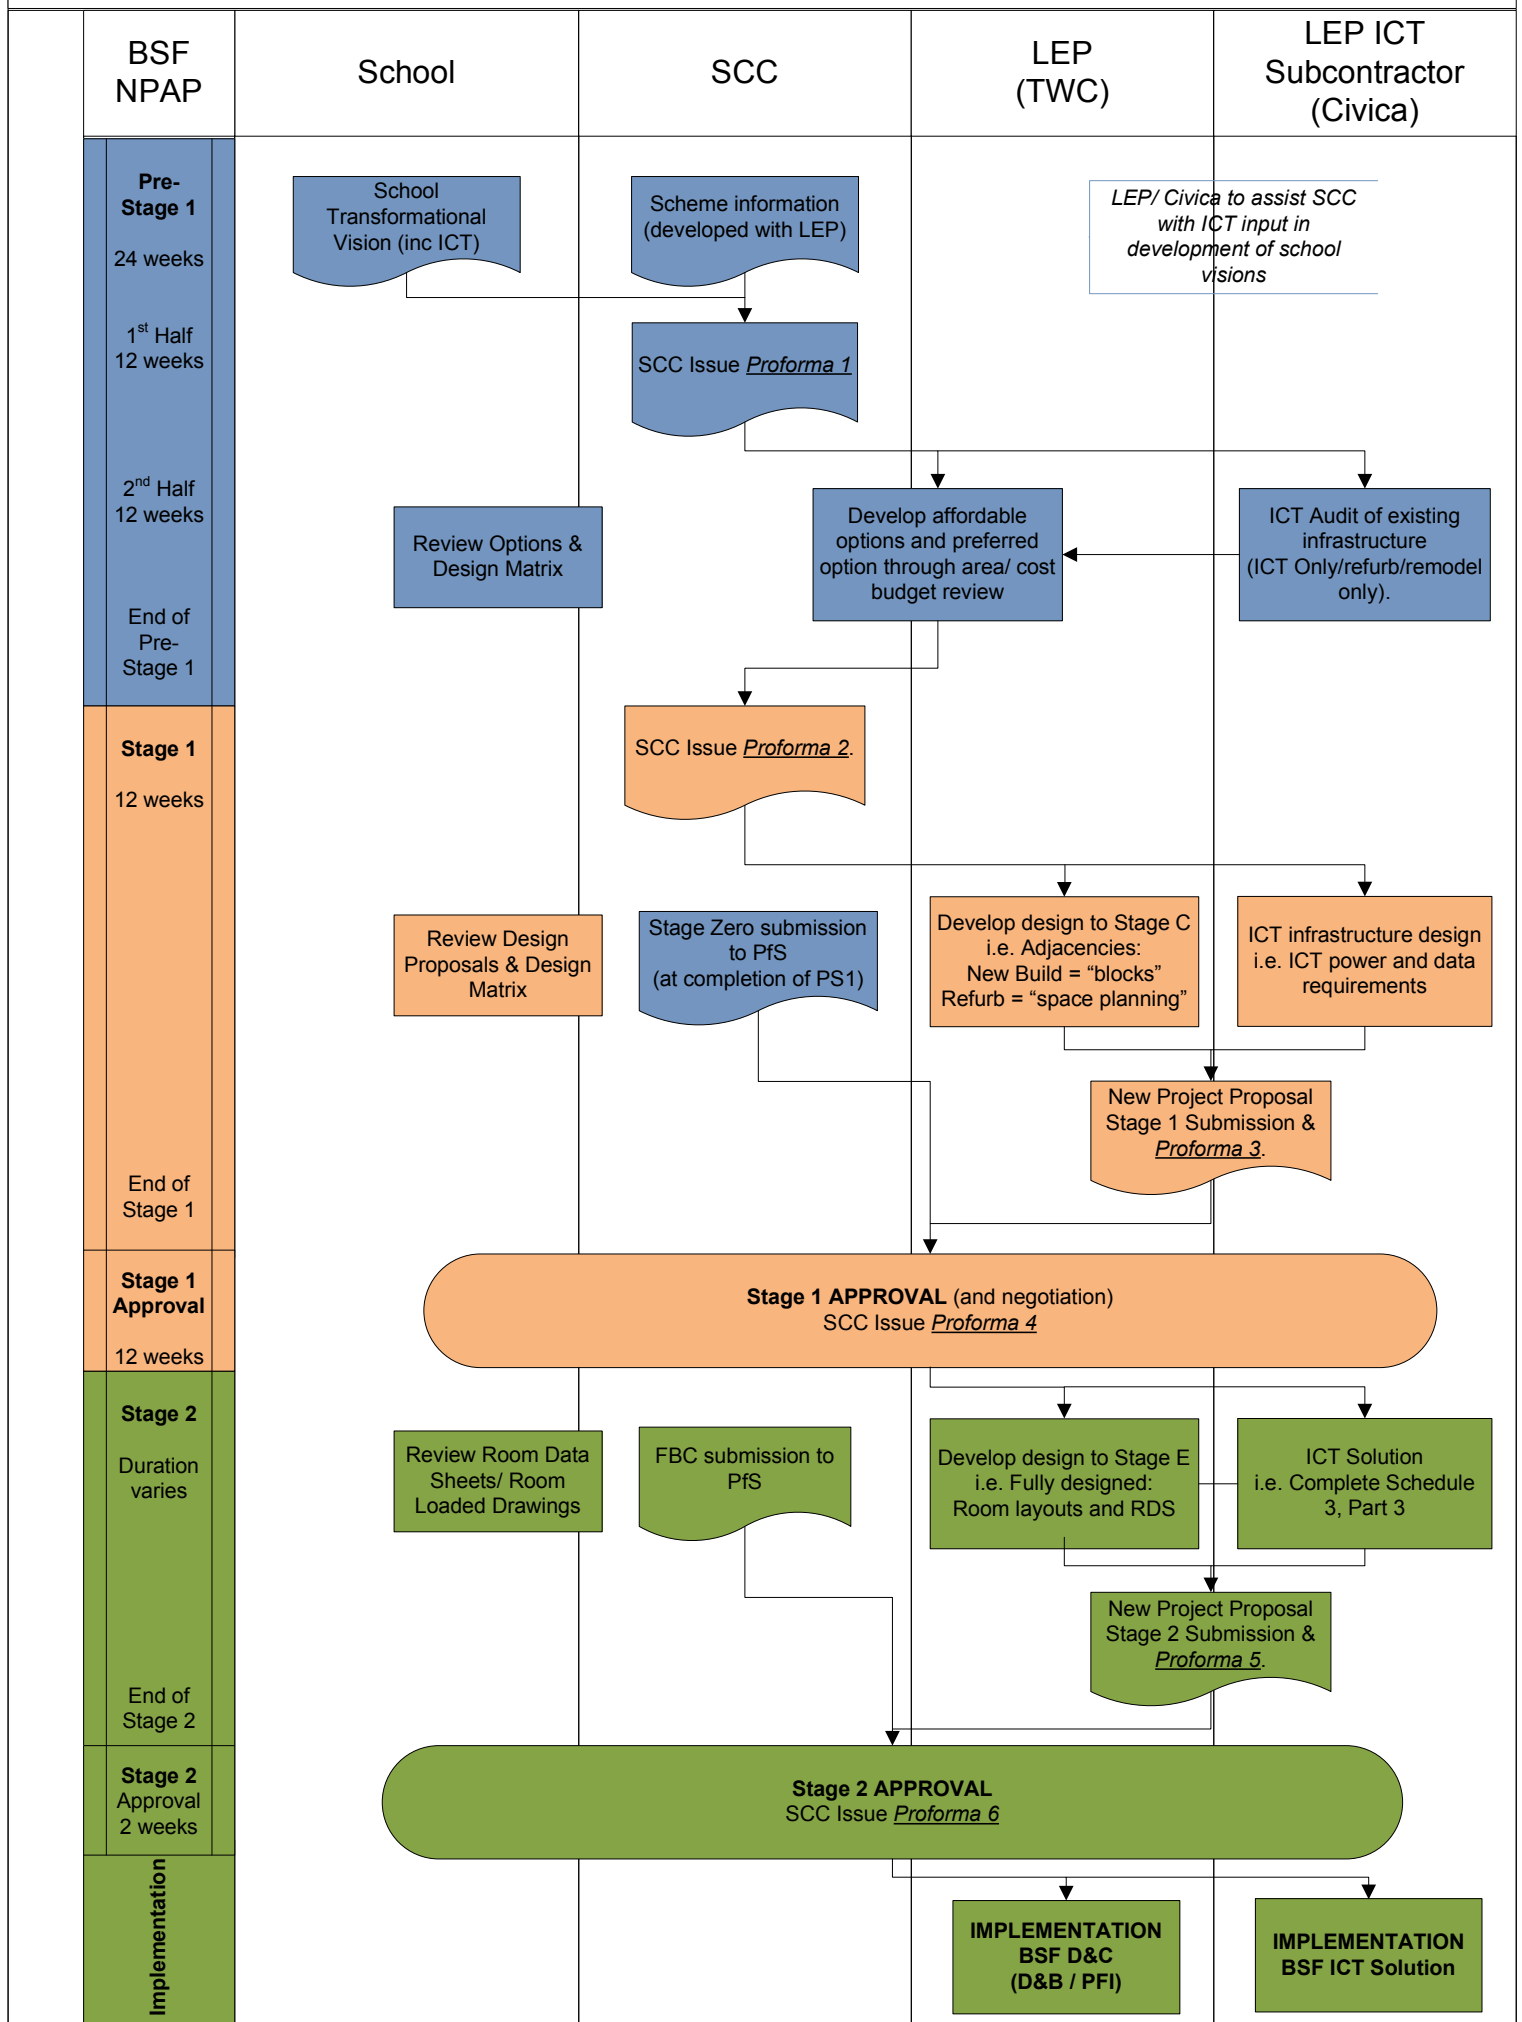 BSF
NPAP
School
SCC
LEP
(TWC)
LEP ICT
Subcontractor
(Civica)
Pre-
Stage 1
24 weeks
School
Transformational
Vision (inc ICT)
Scheme information
(developed with LEP)
LEP/ Civica to assist SCC
with ICT input in
development of school
visions
1st Half
12 weeks
SCC Issue Proforma 1
2nd Half
12 weeks
Review Options &
Design Matrix
Develop affordable
options and preferred
option through area/ cost
budget review
ICT Audit of existing
infrastructure
(ICT Only/refurb/remodel
only).
End of
Pre-
Stage 1
Stage 1
12 weeks
SCC Issue Proforma 2.
Review Design
Proposals & Design
Matrix
Stage Zero submission
to PfS
(at completion of PS1)
Develop design to Stage C
i.e. Adjacencies:
New Build = “blocks”
Refurb = “space planning”
ICT infrastructure design
i.e. ICT power and data
requirements
New Project Proposal
Stage 1 Submission &
Proforma 3.
End of
Stage 1
Stage 1
Approval
12 weeks
Stage 1 APPROVAL (and negotiation)
SCC Issue Proforma 4
Stage 2
Duration
varies
Review Room Data
Sheets/ Room
Loaded Drawings
FBC submission to
PfS
Develop design to Stage E
i.e. Fully designed:
Room layouts and RDS
ICT Solution
i.e. Complete Schedule
3, Part 3
New Project Proposal
Stage 2 Submission &
Proforma 5.
End of
Stage 2
Stage 2
Approval
2 weeks
Stage 2 APPROVAL
SCC Issue Proforma 6
Implementation
IMPLEMENTATION
BSF D&C
(D&B / PFI)
IMPLEMENTATION
BSF ICT Solution